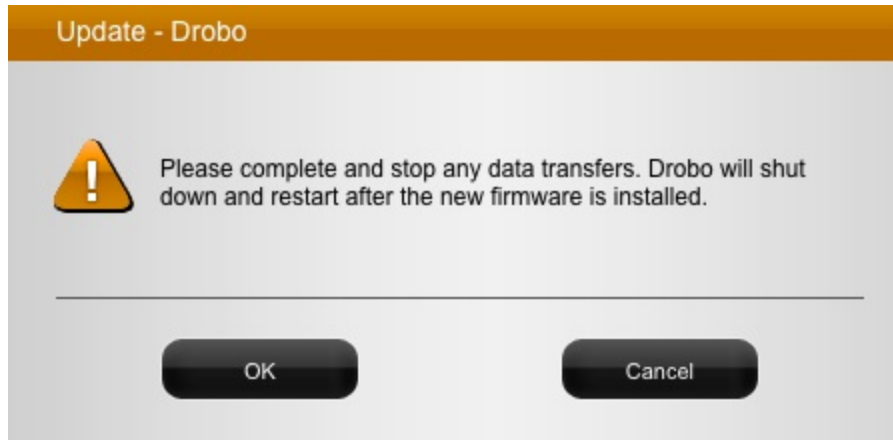 Update - Drobo
!
Please complete and stop any data transfers. Drobo will shut
down and restart after the new firmware is installed.
OK
Cancel